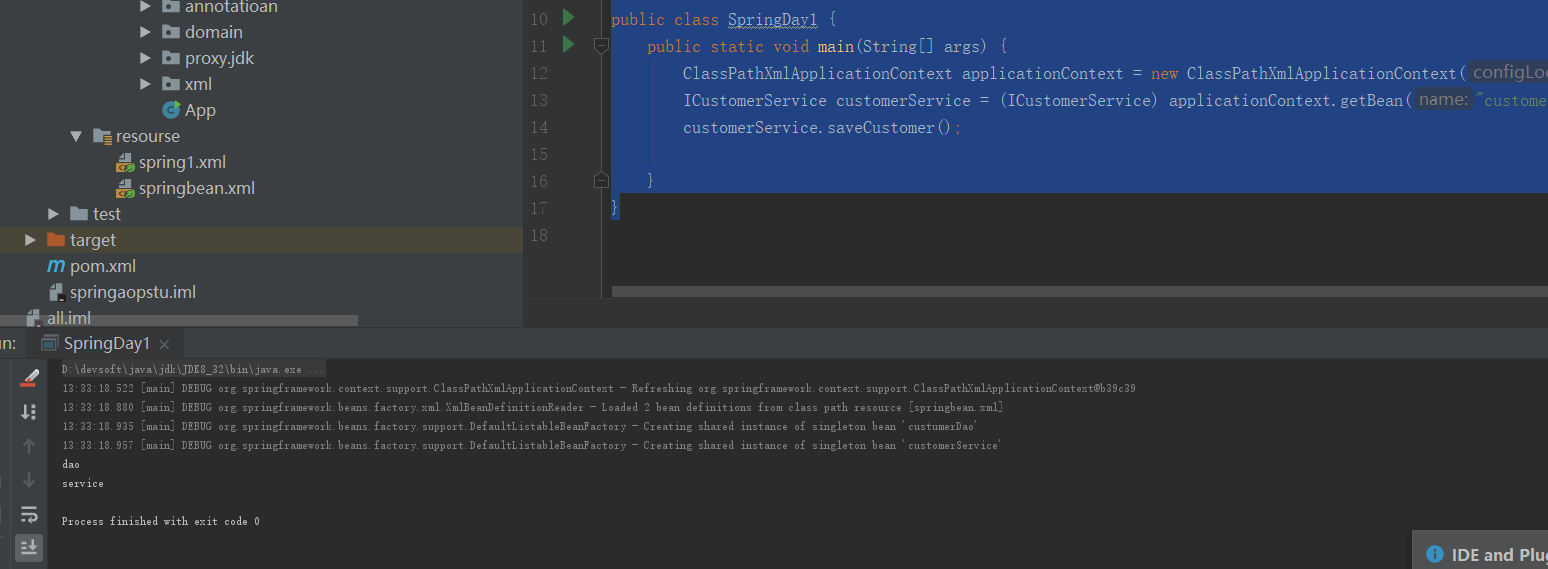 annotatioan
domain
proxy.jdk
xml
App
resourse
spring1.xml
springbean.xml
test
target
pom.xml
springaopstu.iml
all.iml
10 public class SpringDay1 {
11 public static void main(String[] args) {
12 ClassPathXmlApplicationContext applicationContext = new ClassPathXmlApplicationContext( configLoc
13 ICustomerService customerService = (ICustomerService) applicationContext.getBean( name: "custome
14 customerService.saveCustomer();
15
16 }
17 }
18
un: SpringDay1
D:\devsoft\java\jdk\JDK8_32\bin\java.exe ...
13:33:18.522 [main] DEBUG org.springframework.context.support.ClassPathXmlApplicationContext - Refreshing org.springframework.context.support.ClassPathXmlApplicationContext@b39c39
13:33:18.880 [main] DEBUG org.springframework.beans.factory.xml.XmlBeanDefinitionReader - Loaded 2 bean definitions from class path resource [springbean.xml]
13:33:18.935 [main] DEBUG org.springframework.beans.factory.support.DefaultListableBeanFactory - Creating shared instance of singleton bean 'custumerDao'
13:33:18.957 [main] DEBUG org.springframework.beans.factory.support.DefaultListableBeanFactory - Creating shared instance of singleton bean 'custumerService'
dao
service
Process finished with exit code 0
IDE and Plug